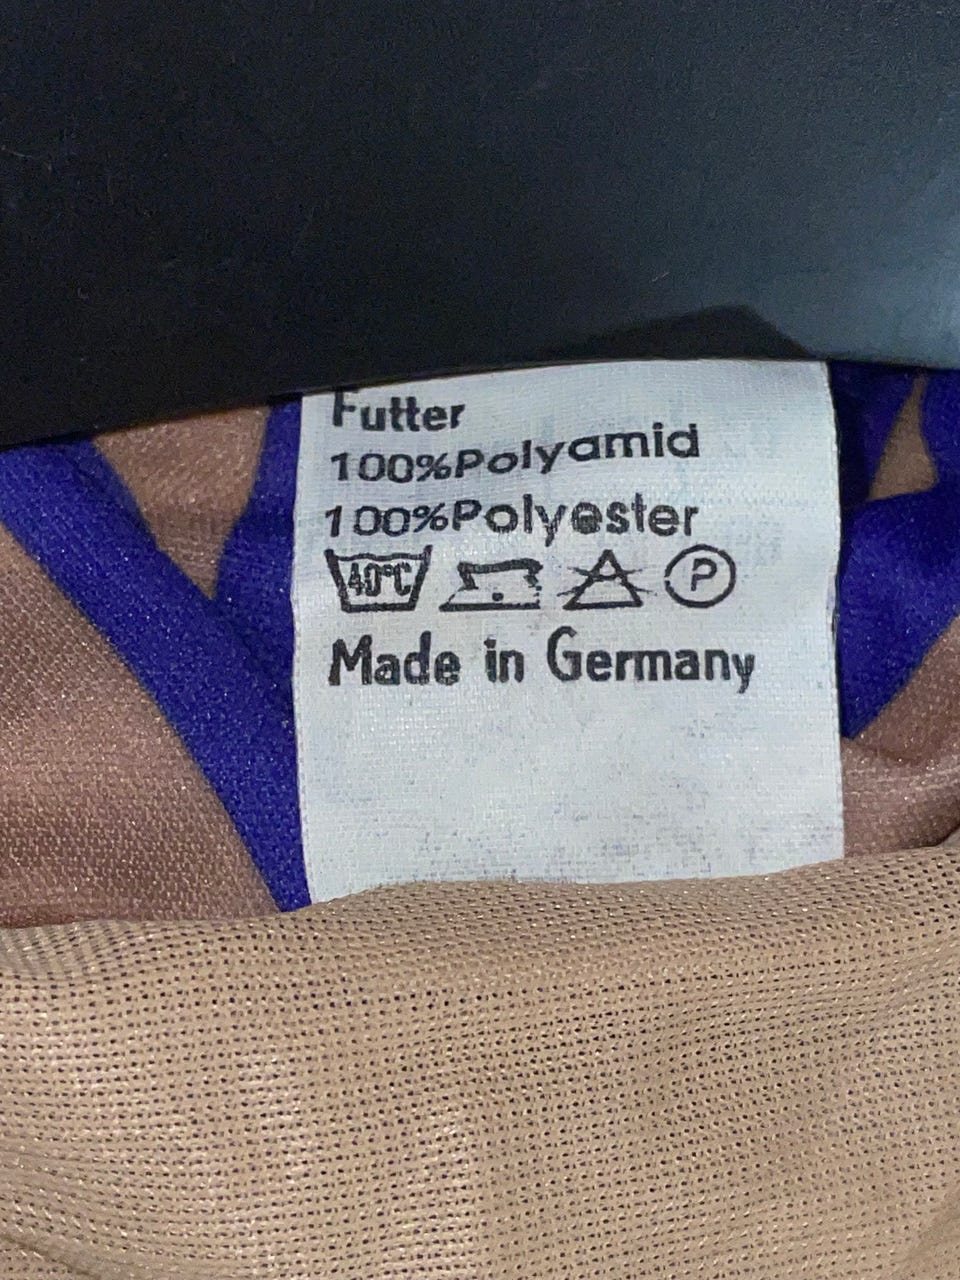 Futter
100%Polyamid
100%Polyester
40°C P
Made in Germany